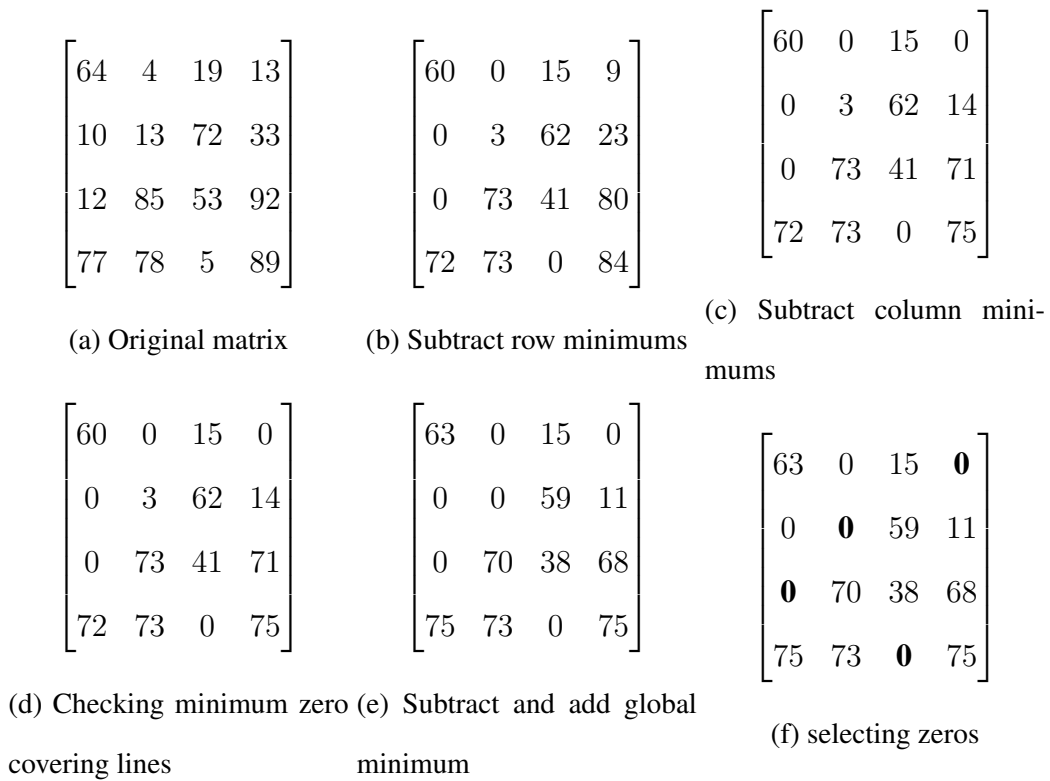 64 4 19 13
10 13 72 33
12 85 53 92
77 78 5 89
(a) Original matrix
60 0 15 9
0 3 62 23
0 73 41 80
72 73 0 84
(b) Subtract row minimums
60 0 15 0
0 3 62 14
0 73 41 71
72 73 0 75
(c) Subtract column mini-
mums
60 0 15 0
0 3 62 14
0 73 41 71
72 73 0 75
(d) Checking minimum zero
covering lines
63 0 15 0
0 0 59 11
0 70 38 68
75 73 0 75
(e) Subtract and add global
minimum
63 0 15 0
0 0 59 11
0 70 38 68
75 73 0 75
(f) selecting zeros